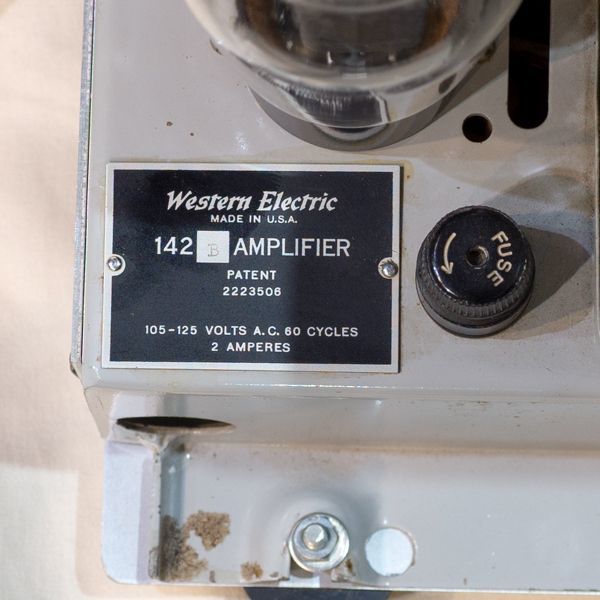 Western Electric
MADE IN U.S.A.
142 B AMPLIFIER
PATENT
2223506
105-125 VOLTS A.C. 60 CYCLES
2 AMPERES
FUSE